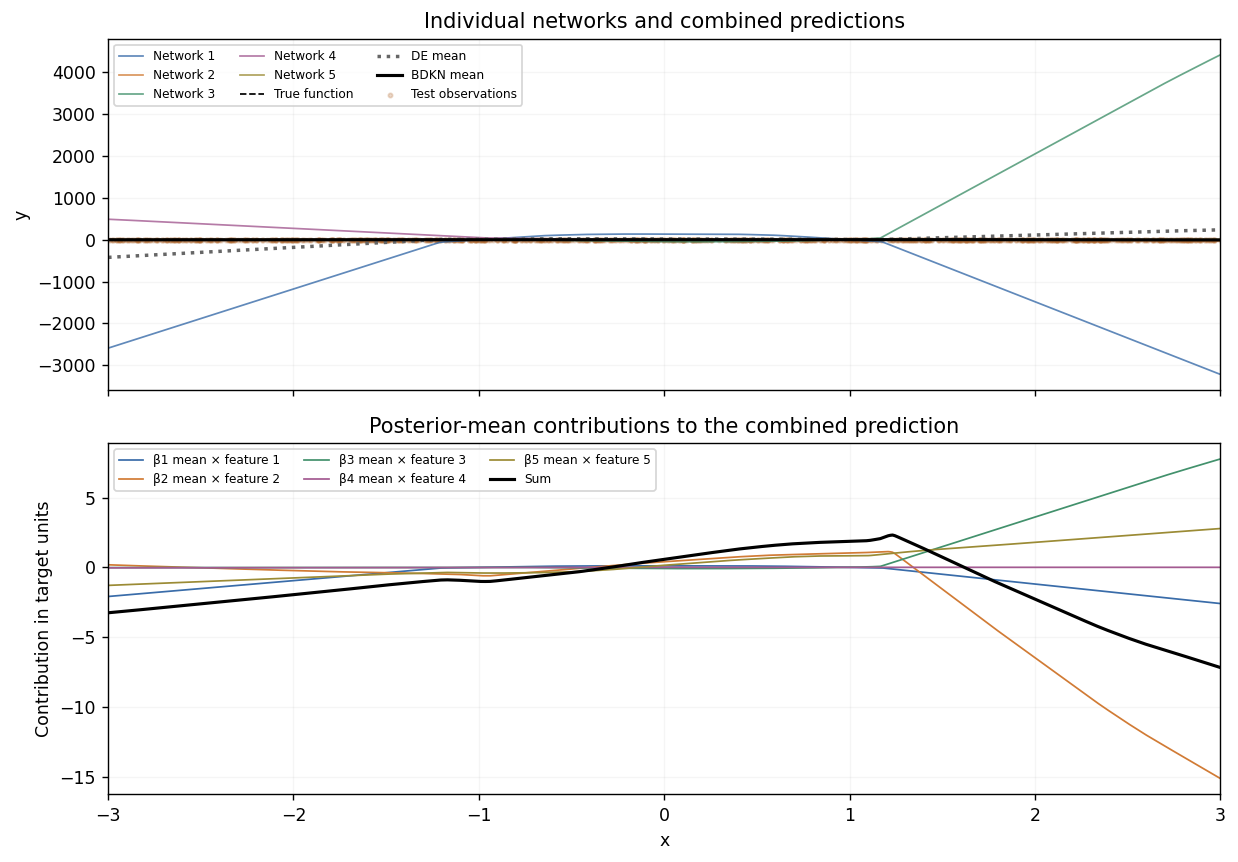 Individual networks and combined predictions
Network 1 Network 4 DE mean
Network 2 Network 5 BDKN mean
Network 3 True function Test observations
4000
3000
2000
1000
0
−1000
−2000
−3000
y
Posterior-mean contributions to the combined prediction
β1 mean × feature 1 β3 mean × feature 3 β5 mean × feature 5
β2 mean × feature 2 β4 mean × feature 4 Sum
5
0
−5
−10
−15
Contribution in target units
−3 −2 −1 0 1 2 3
x